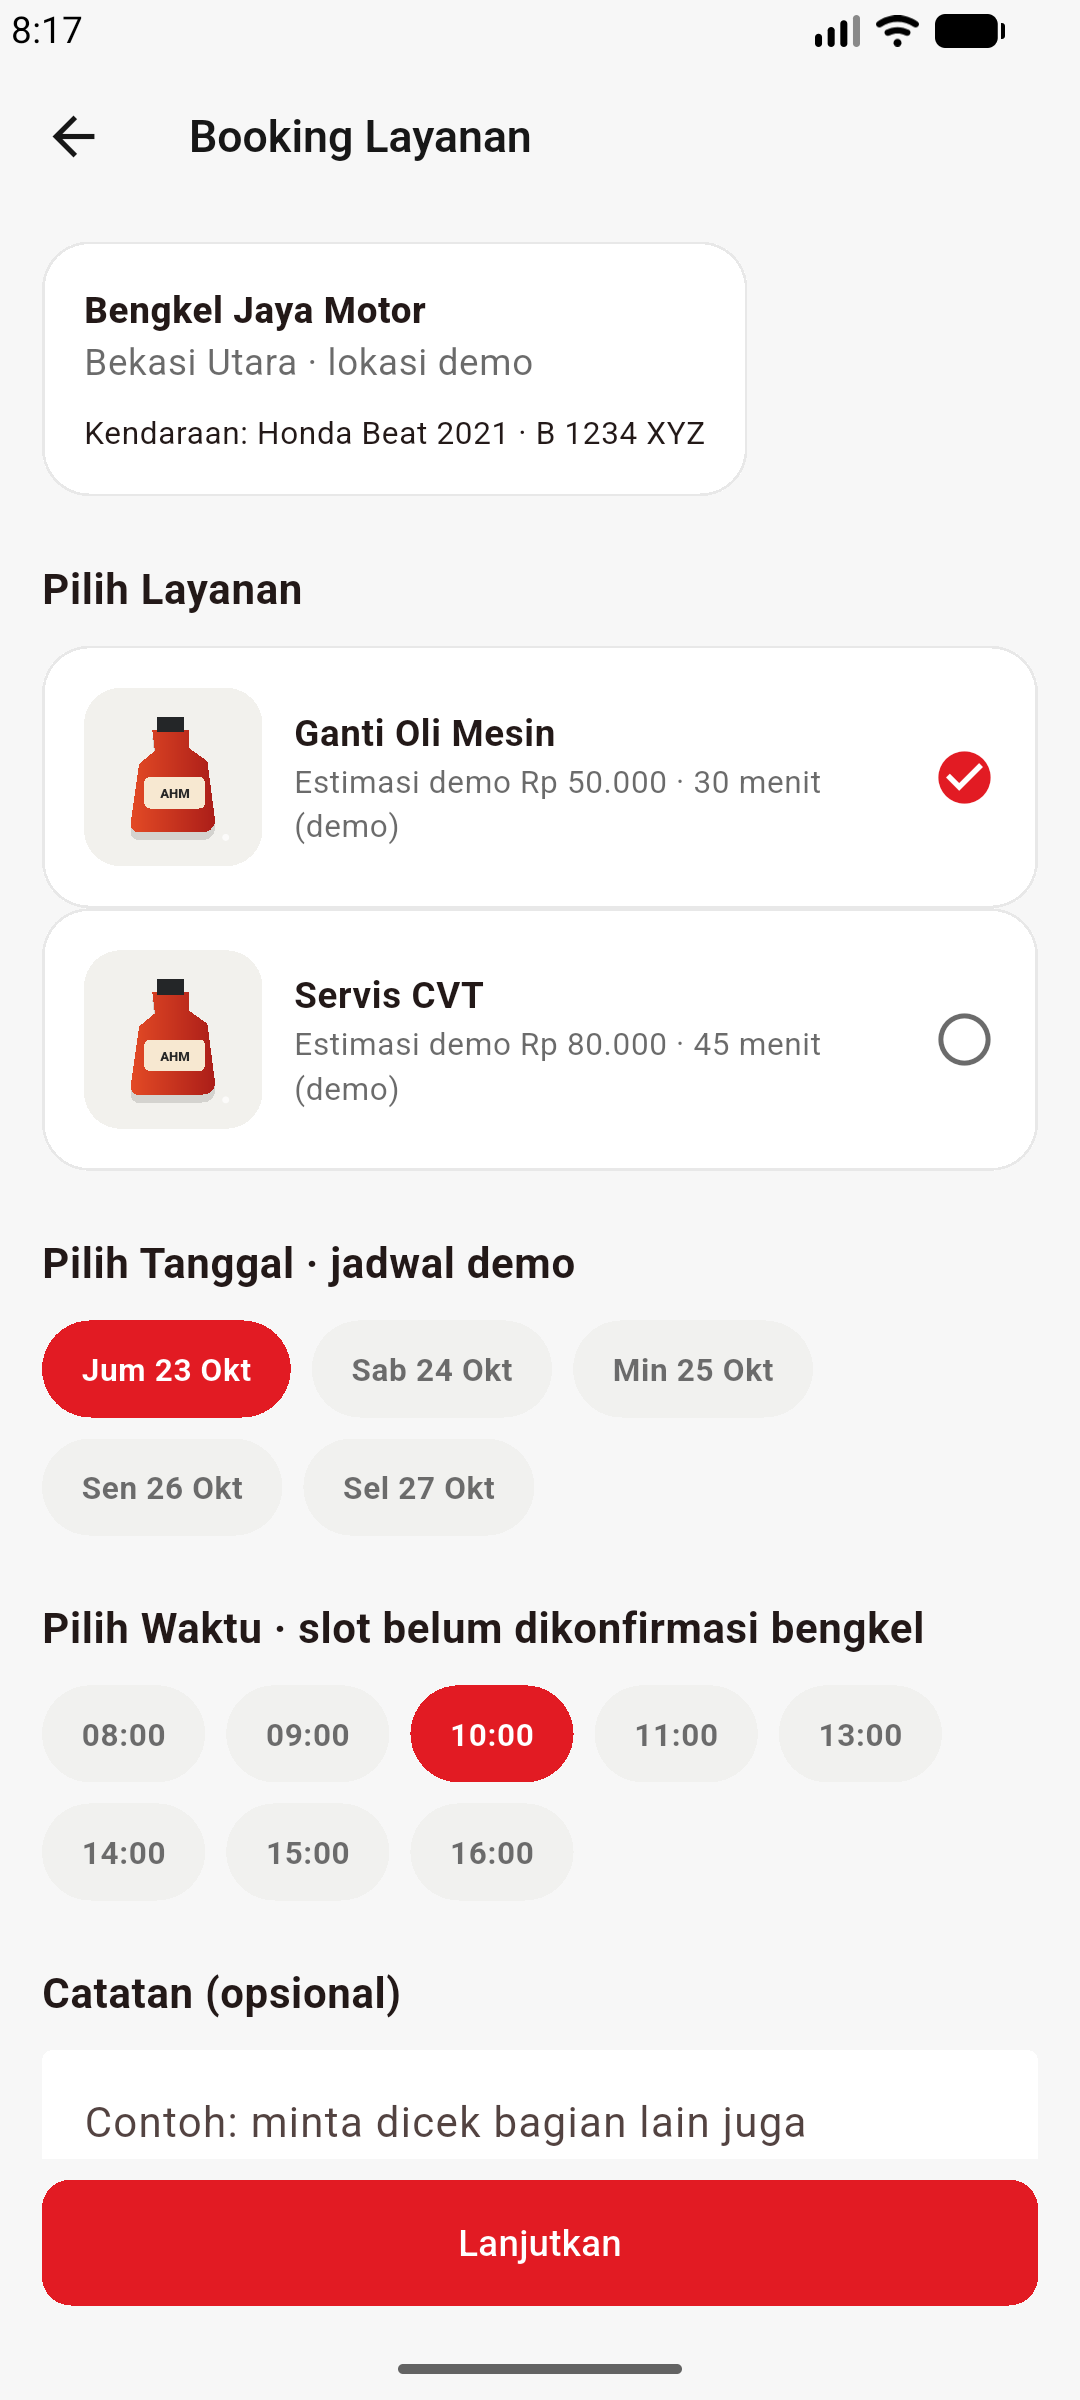 8:17
Booking Layanan
Bengkel Jaya Motor
Bekasi Utara · lokasi demo
Kendaraan: Honda Beat 2021 · B 1234 XYZ
Pilih Layanan
AHM
Ganti Oli Mesin
Estimasi demo Rp 50.000 · 30 menit
(demo)
AHM
Servis CVT
Estimasi demo Rp 80.000 · 45 menit
(demo)
Pilih Tanggal · jadwal demo
Jum 23 Okt Sab 24 Okt Min 25 Okt
Sen 26 Okt Sel 27 Okt
Pilih Waktu · slot belum dikonfirmasi bengkel
08:00 09:00 10:00 11:00 13:00
14:00 15:00 16:00
Catatan (opsional)
Contoh: minta dicek bagian lain juga
Lanjutkan